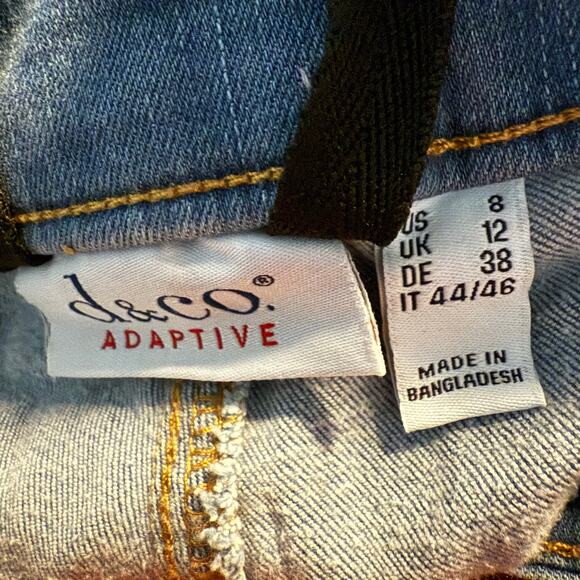 d&co.®
ADAPTIVE
US 8
UK 12
DE 38
IT 44/46
MADE IN
BANGLADESH